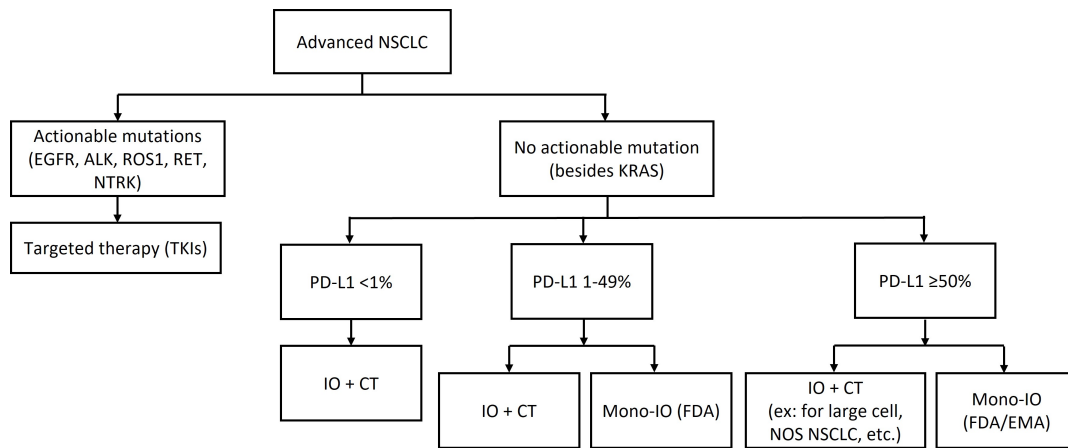 Advanced NSCLC
Actionable mutations
(EGFR, ALK, ROS1, RET,
NTRK)
No actionable mutation
(besides KRAS)
Targeted therapy (TKIs)
PD-L1 <1%
PD-L1 1-49%
PD-L1 ≥50%
IO + CT
IO + CT
Mono-IO (FDA)
IO + CT
(ex: for large cell,
NOS NSCLC, etc.)
Mono-IO
(FDA/EMA)